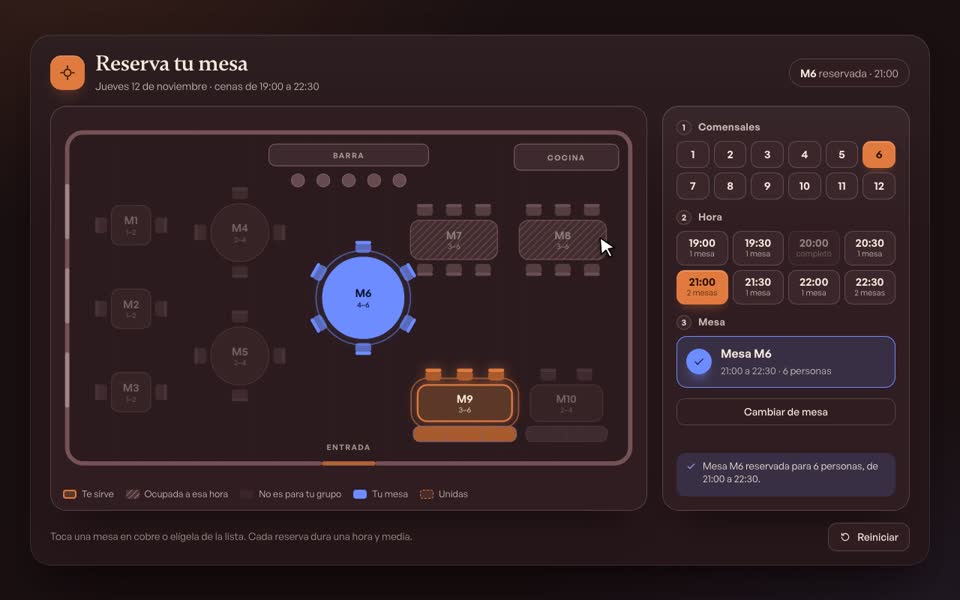 Reserva tu mesa
Jueves 12 de noviembre · cenas de 19:00 a 22:30
M6 reservada · 21:00
BARRA
COCINA
M1
1–2
M2
1–2
M3
1–2
M4
2–4
M5
2–4
M6
4–6
M7
3–6
M8
3–6
M9
3–6
M10
2–4
ENTRADA
Te sirve
Ocupada a esa hora
No es para tu grupo
Tu mesa
Unidas
1 Comensales
1 2 3 4 5 6
7 8 9 10 11 12
2 Hora
19:00 19:30 20:00 20:30
1 mesa 1 mesa completo 1 mesa
21:00 21:30 22:00 22:30
2 mesas 1 mesa 1 mesa 2 mesas
3 Mesa
Mesa M6
21:00 a 22:30 · 6 personas
Cambiar de mesa
Mesa M6 reservada para 6 personas, de
21:00 a 22:30.
Toca una mesa en cobre o elígela de la lista. Cada reserva dura una hora y media.
Reiniciar